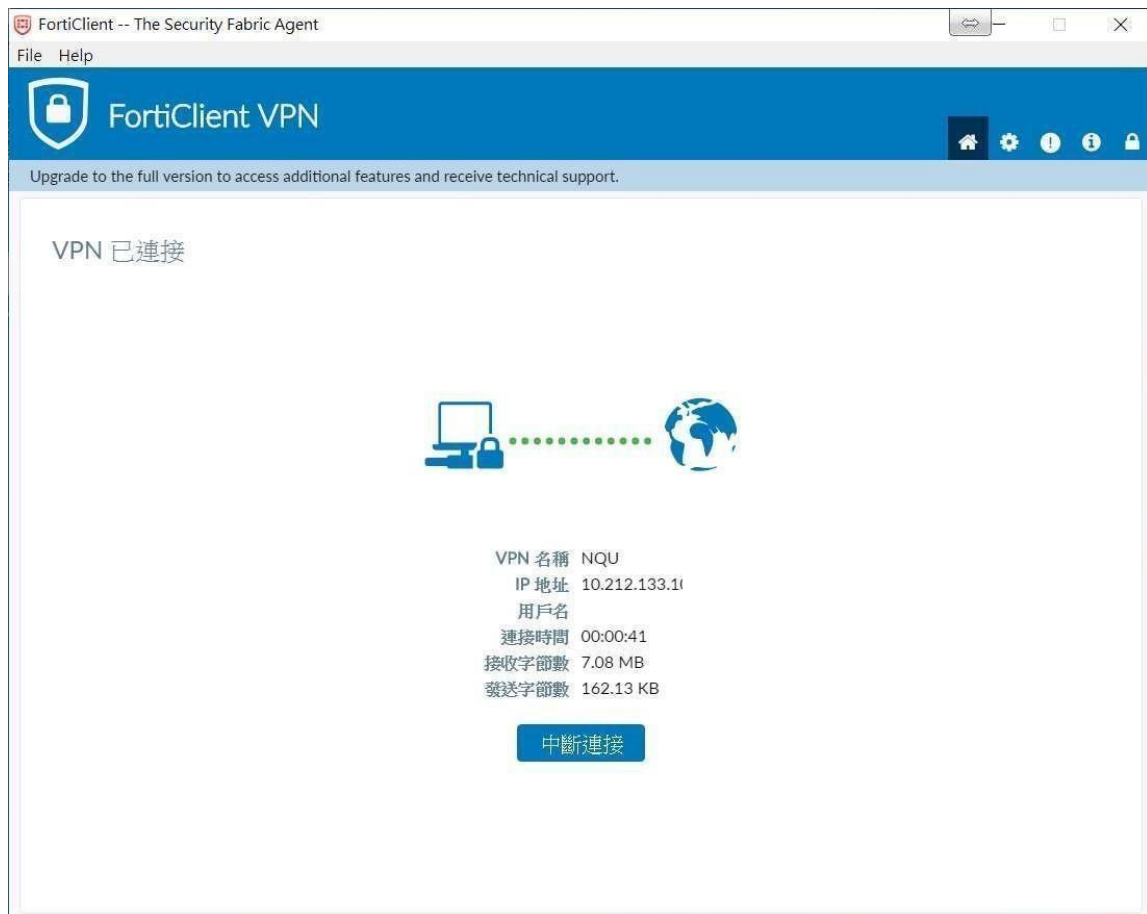 FortiClient -- The Security Fabric Agent
File Help
FortiClient VPN
Upgrade to the full version to access additional features and receive technical support.
VPN 已連接
VPN 名稱 NQU
IP 地址 10.212.133.1
用戶名
連接時間 00:00:41
接收字節數 7.08 MB
發送字節數 162.13 KB
中斷連接